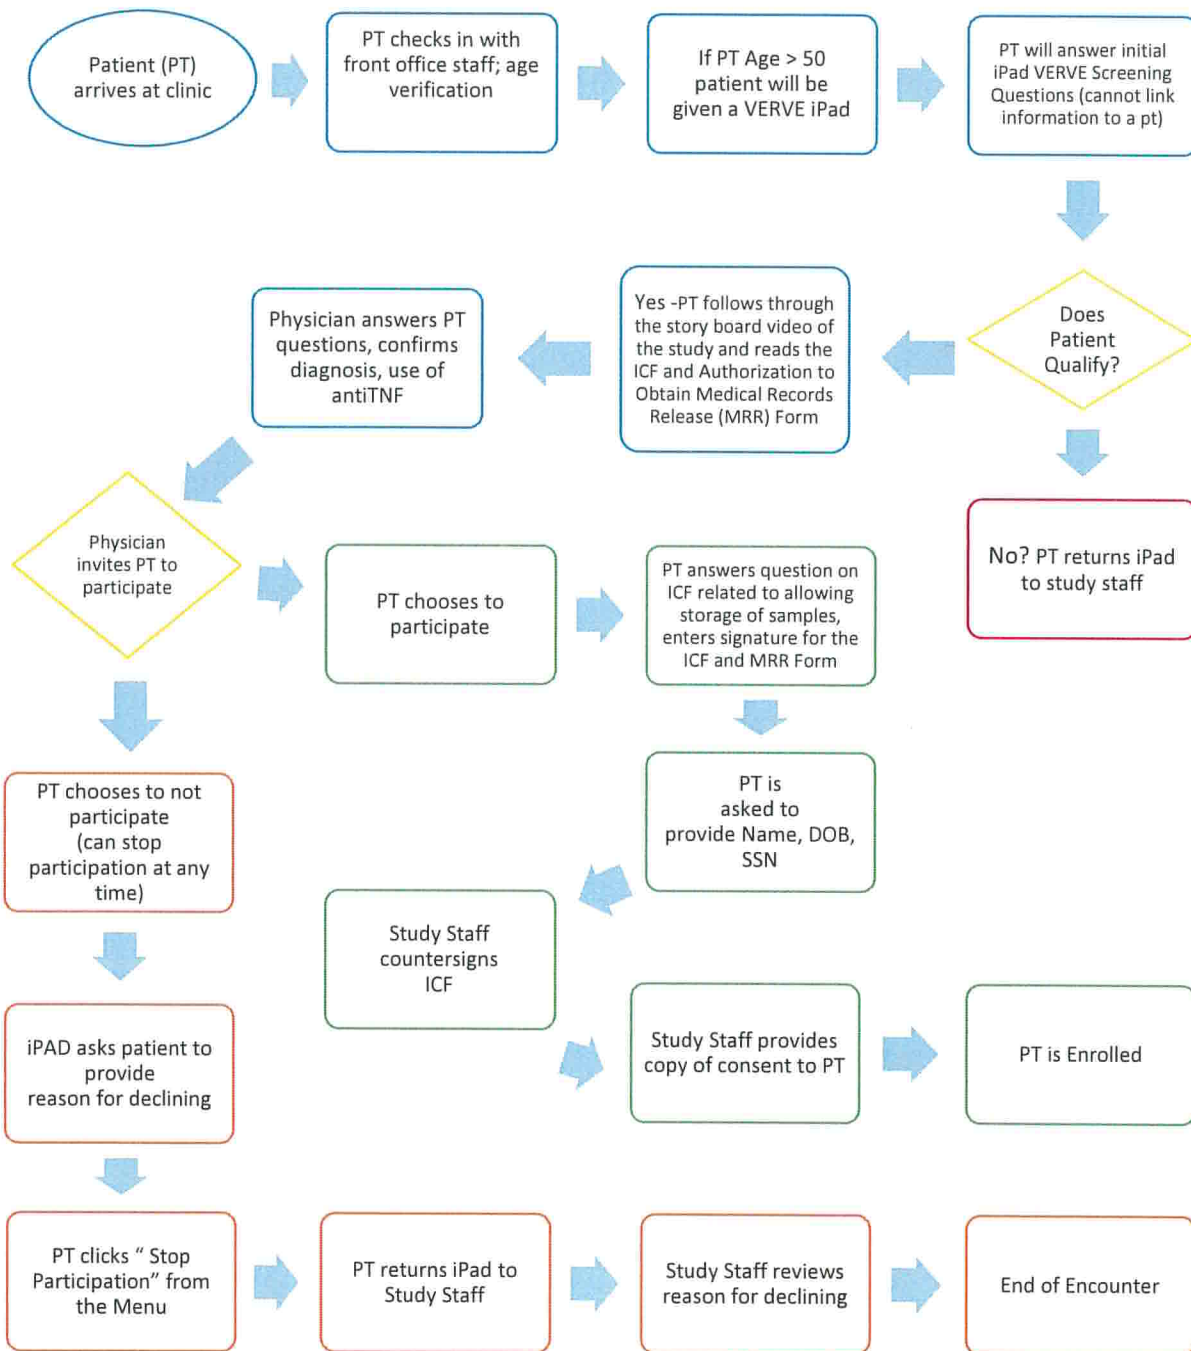 Patient (PT)
arrives at clinic
PT checks in with
front office staff; age
verification
If PT Age > 50
patient will be
given a VERVE iPad
PT will answer initial
iPad VERVE Screening
Questions (cannot link
information to a pt)
Does
Patient
Qualify?
Yes -PT follows through
the story board video of
the study and reads the
ICF and Authorization to
Obtain Medical Records
Release (MRR) Form
Physician answers PT
questions, confirms
diagnosis, use of
antiTNF
No? PT returns iPad
to study staff
Physician
invites PT to
participate
PT chooses to
participate
PT answers question on
ICF related to allowing
storage of samples,
enters signature for the
ICF and MRR Form
PT is
asked to
provide Name, DOB,
SSN
Study Staff
countersigns
ICF
Study Staff provides
copy of consent to PT
PT is Enrolled
PT chooses to not
participate
(can stop
participation at any
time)
iPAD asks patient to
provide
reason for declining
PT clicks “ Stop
Participation” from
the Menu
PT returns iPad to
Study Staff
Study Staff reviews
reason for declining
End of Encounter